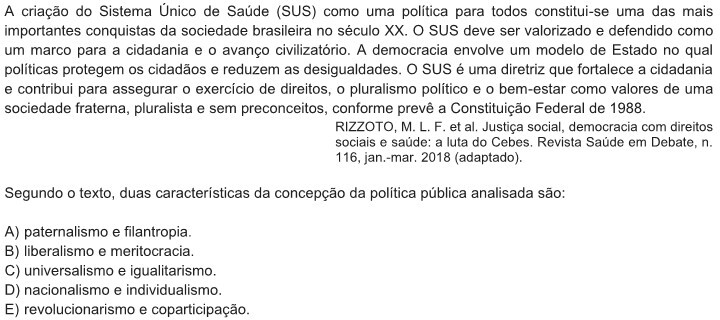 A criação do Sistema Único de Saúde (SUS) como uma política para todos constitui-se uma das mais
importantes conquistas da sociedade brasileira no século XX. O SUS deve ser valorizado e defendido como
um marco para a cidadania e o avanço civilizatório. A democracia envolve um modelo de Estado no qual
políticas protegem os cidadãos e reduzem as desigualdades. O SUS é uma diretriz que fortalece a cidadania
e contribui para assegurar o exercício de direitos, o pluralismo político e o bem-estar como valores de uma
sociedade fraterna, pluralista e sem preconceitos, conforme prevê a Constituição Federal de 1988.
RIZZOTO, M. L. F. et al. Justiça social, democracia com direitos
sociais e saúde: a luta do Cebes. Revista Saúde em Debate, n.
116, jan.-mar. 2018 (adaptado).
Segundo o texto, duas características da concepção da política pública analisada são:
A) paternalismo e filantropia.
B) liberalismo e meritocracia.
C) universalismo e igualitarismo.
D) nacionalismo e individualismo.
E) revolucionarismo e coparticipação.